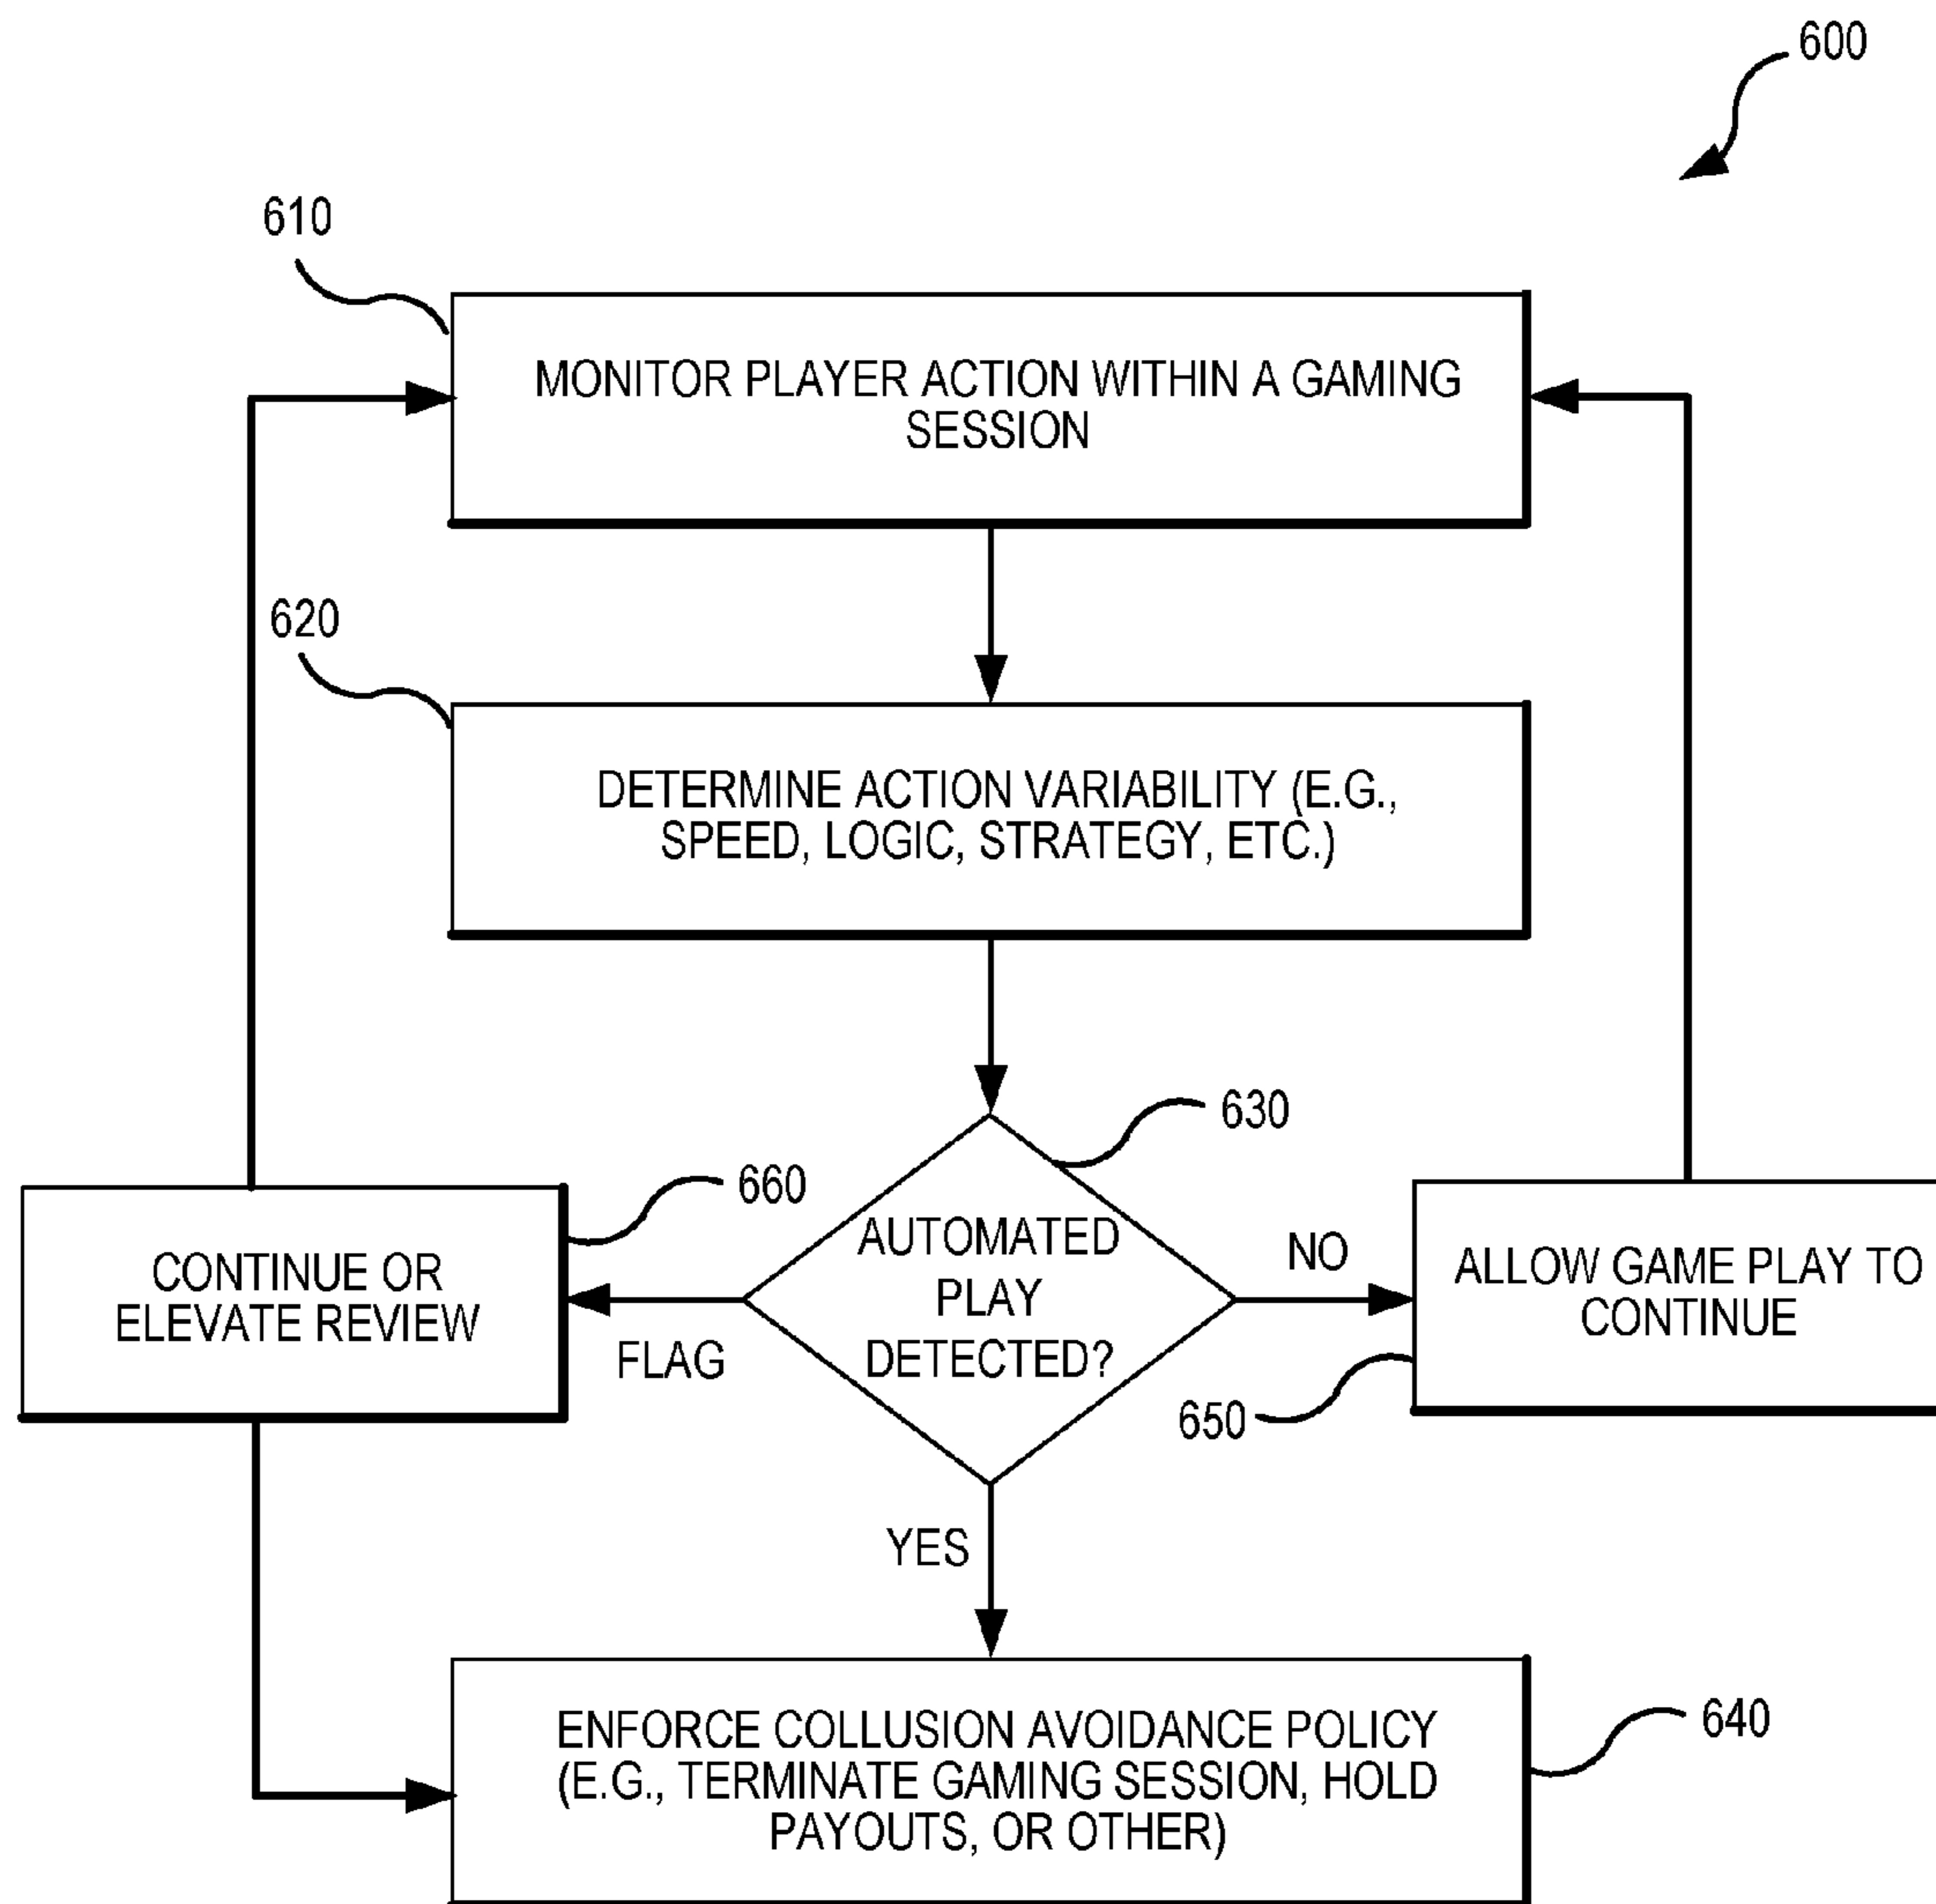 600
610
MONITOR PLAYER ACTION WITHIN A GAMING
SESSION
620
DETERMINE ACTION VARIABILITY (E.G.,
SPEED, LOGIC, STRATEGY, ETC.)
630
AUTOMATED
PLAY
DETECTED?
660
CONTINUE OR
ELEVATE REVIEW
FLAG
NO
ALLOW GAME PLAY TO
CONTINUE
650
YES
ENFORCE COLLUSION AVOIDANCE POLICY
(E.G., TERMINATE GAMING SESSION, HOLD
PAYOUTS, OR OTHER)
640